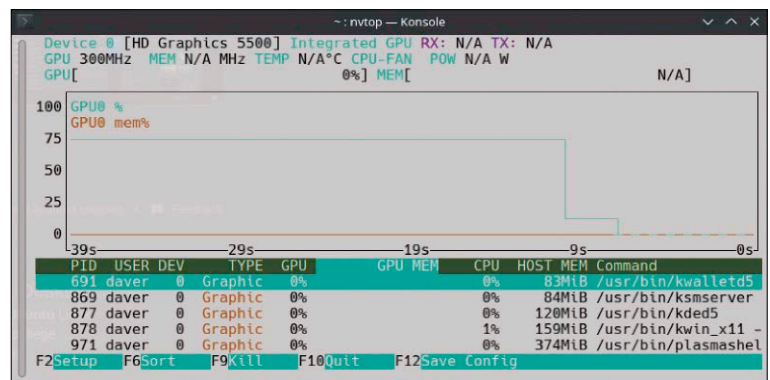 ~ : nvtop — Konsole
Device 0 [HD Graphics 5500] Integrated GPU RX: N/A TX: N/A
GPU 300MHz MEM N/A MHz TEMP N/A°C CPU-FAN POW N/A W
GPU[ 0%] MEM[ N/A]
100 GPU0 %
GPU0 mem%
75
50
25
0
39s 29s 19s 9s 0s
PID USER DEV TYPE GPU GPU MEM CPU HOST MEM Command
691 daver 0 Graphic 0% 0% 83MiB /usr/bin/kwalletd5
869 daver 0 Graphic 0% 0% 84MiB /usr/bin/ksmserver
877 daver 0 Graphic 0% 0% 120MiB /usr/bin/kded5
878 daver 0 Graphic 0% 1% 159MiB /usr/bin/kwin_x11 -
971 daver 0 Graphic 0% 0% 374MiB /usr/bin/plasmashel
F2Setup F6Sort F9Kill F10Quit F12Save Config